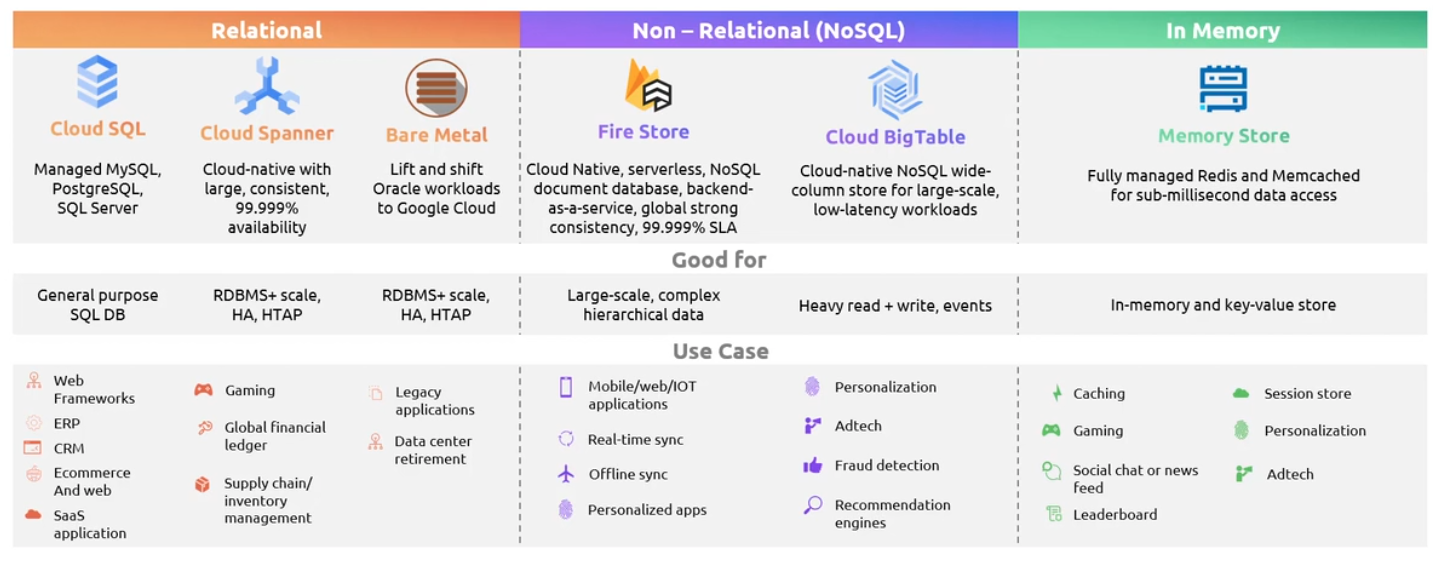 Relational
Non – Relational (NoSQL)
In Memory
Cloud SQL
Managed MySQL,
PostgreSQL,
SQL Server
Cloud Spanner
Cloud-native with
large, consistent,
99.999%
availability
Bare Metal
Lift and shift
Oracle workloads
to Google Cloud
Fire Store
Cloud Native, serverless, NoSQL
document database, backend-
as-a-service, global strong
consistency, 99.999% SLA
Cloud BigTable
Cloud-native NoSQL wide-
column store for large-scale,
low-latency workloads
Memory Store
Fully managed Redis and Memcached
for sub-millisecond data access
Good for
General purpose
SQL DB
RDBMS+ scale,
HA, HTAP
RDBMS+ scale,
HA, HTAP
Large-scale, complex
hierarchical data
Heavy read + write, events
In-memory and key-value store
Use Case
Web
Frameworks
ERP
CRM
Ecommerce
And web
SaaS
application
Gaming
Global financial
ledger
Supply chain/
inventory
management
Legacy
applications
Data center
retirement
Mobile/web/IOT
applications
Real-time sync
Offline sync
Personalized apps
Personalization
Adtech
Fraud detection
Recommendation
engines
Caching
Gaming
Social chat or news
feed
Leaderboard
Session store
Personalization
Adtech